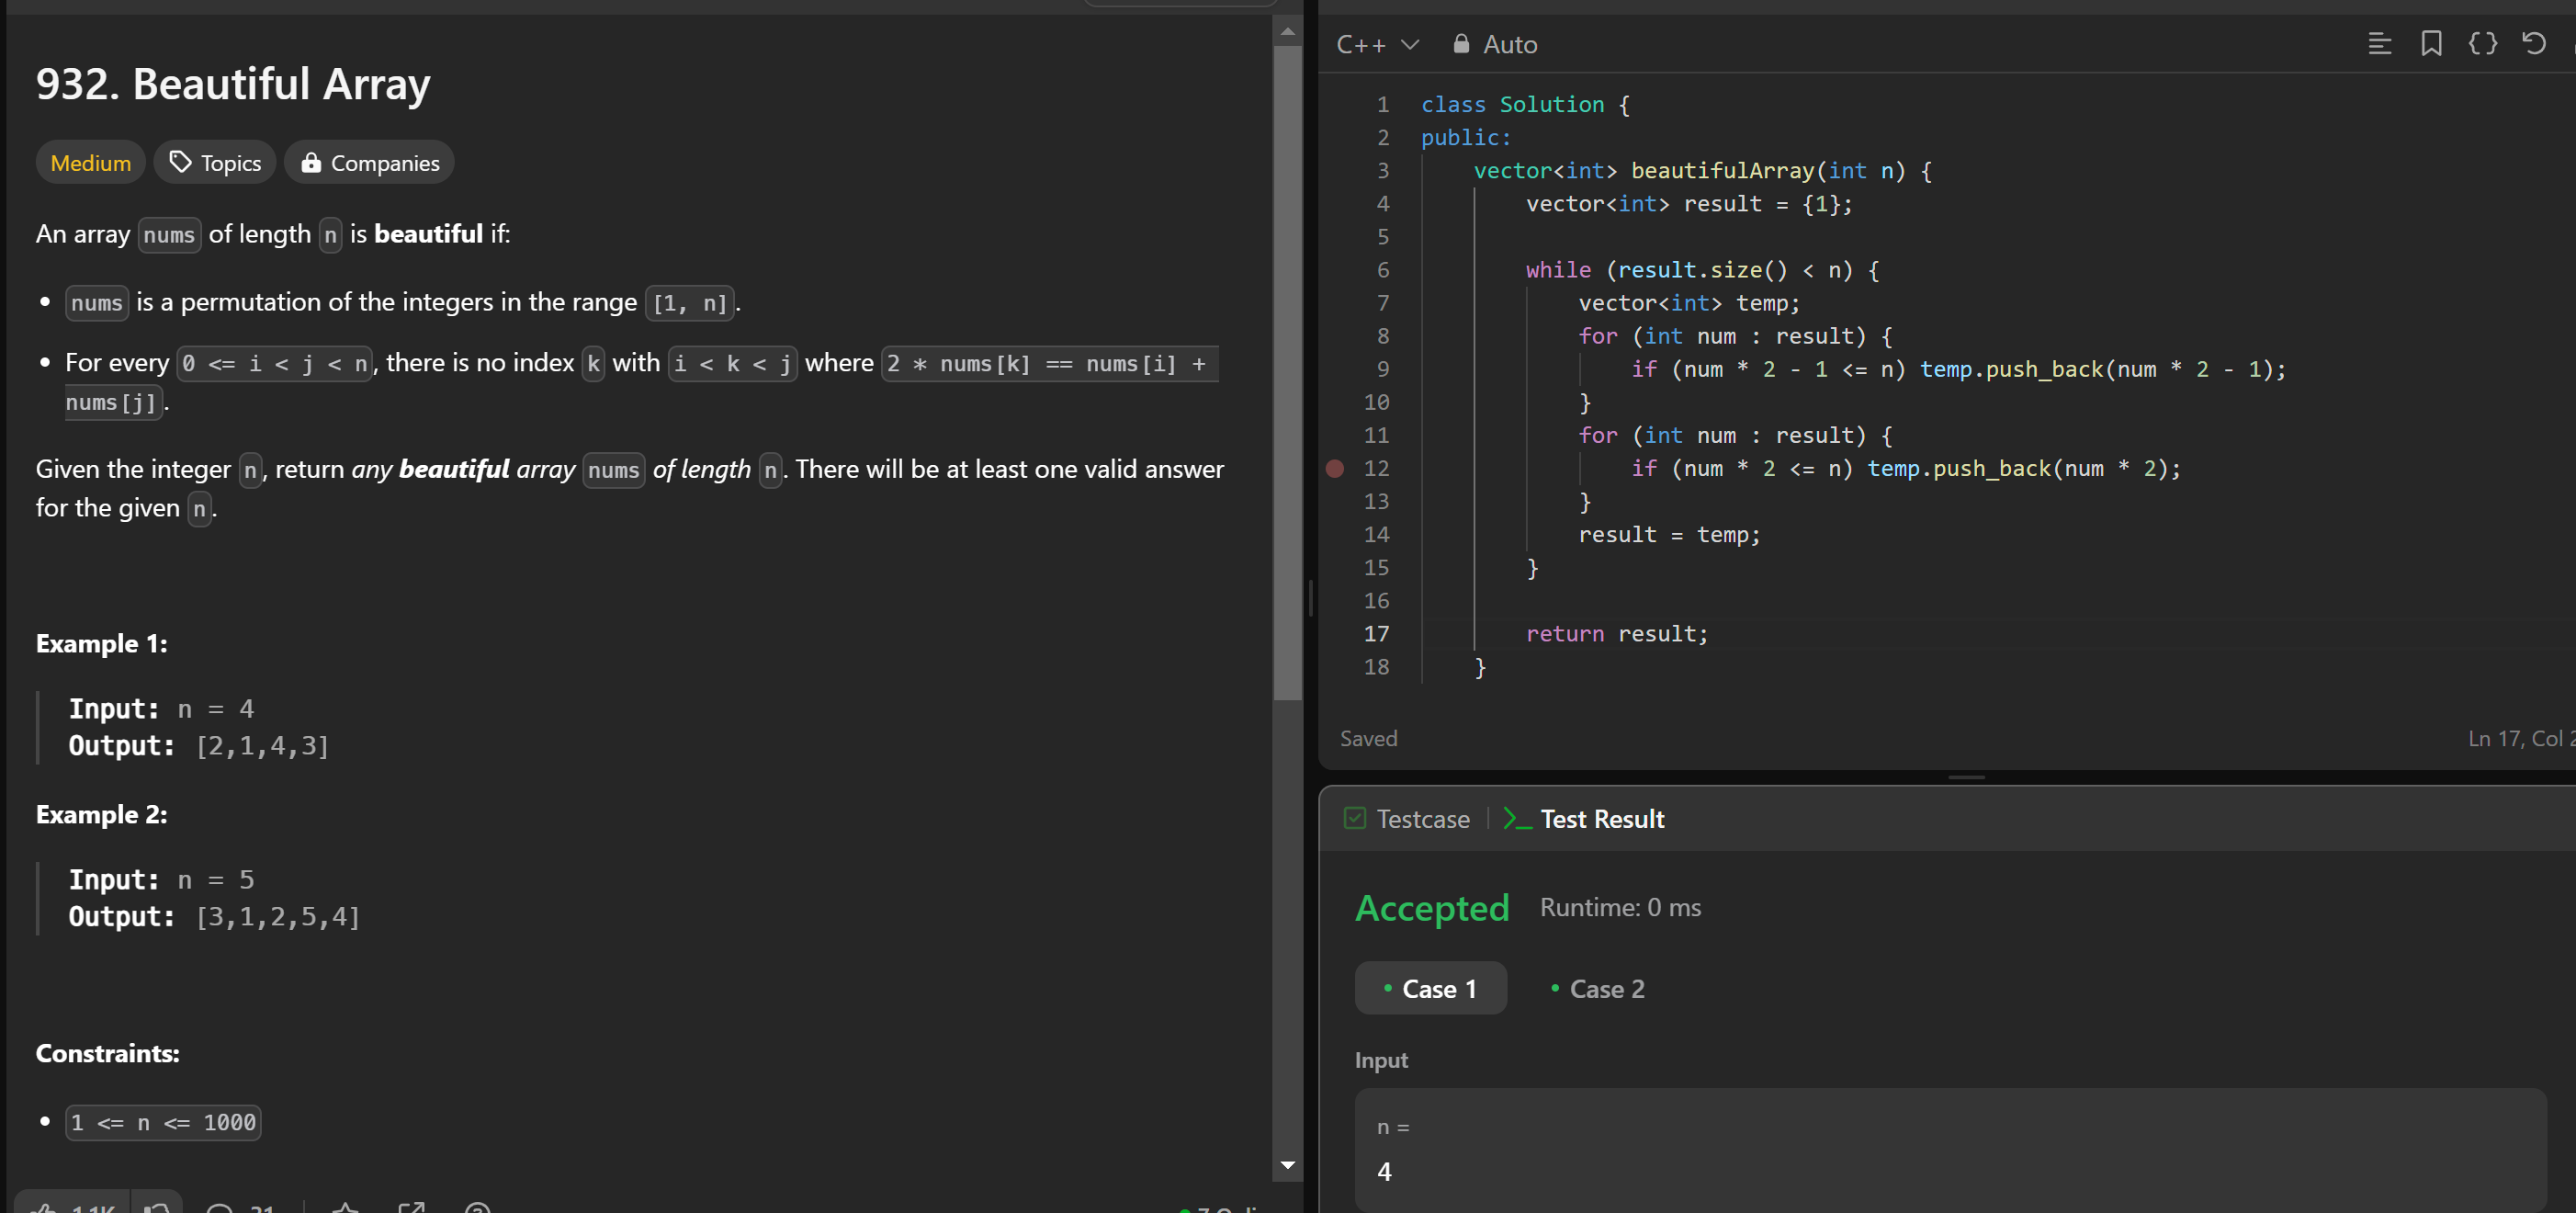 932. Beautiful Array
Medium
Topics
Companies
An array nums of length n is beautiful if:
• nums is a permutation of the integers in the range [1, n].
• For every 0 <= i < j < n, there is no index k with i < k < j where 2 * nums[k] == nums[i] +
nums[j].
Given the integer n, return any beautiful array nums of length n. There will be at least one valid answer
for the given n.
Example 1:
Input: n = 4
Output: [2,1,4,3]
Example 2:
Input: n = 5
Output: [3,1,2,5,4]
Constraints:
• 1 <= n <= 1000
C++
Auto
1 class Solution {
2 public:
3     vector<int> beautifulArray(int n) {
4         vector<int> result = {1};
5
6         while (result.size() < n) {
7             vector<int> temp;
8             for (int num : result) {
9                 if (num * 2 - 1 <= n) temp.push_back(num * 2 - 1);
10             }
11             for (int num : result) {
12                 if (num * 2 <= n) temp.push_back(num * 2);
13             }
14             result = temp;
15         }
16
17         return result;
18     }
Saved
Ln 17, Col
Testcase
Test Result
Accepted
Runtime: 0 ms
• Case 1
• Case 2
Input
n =
4